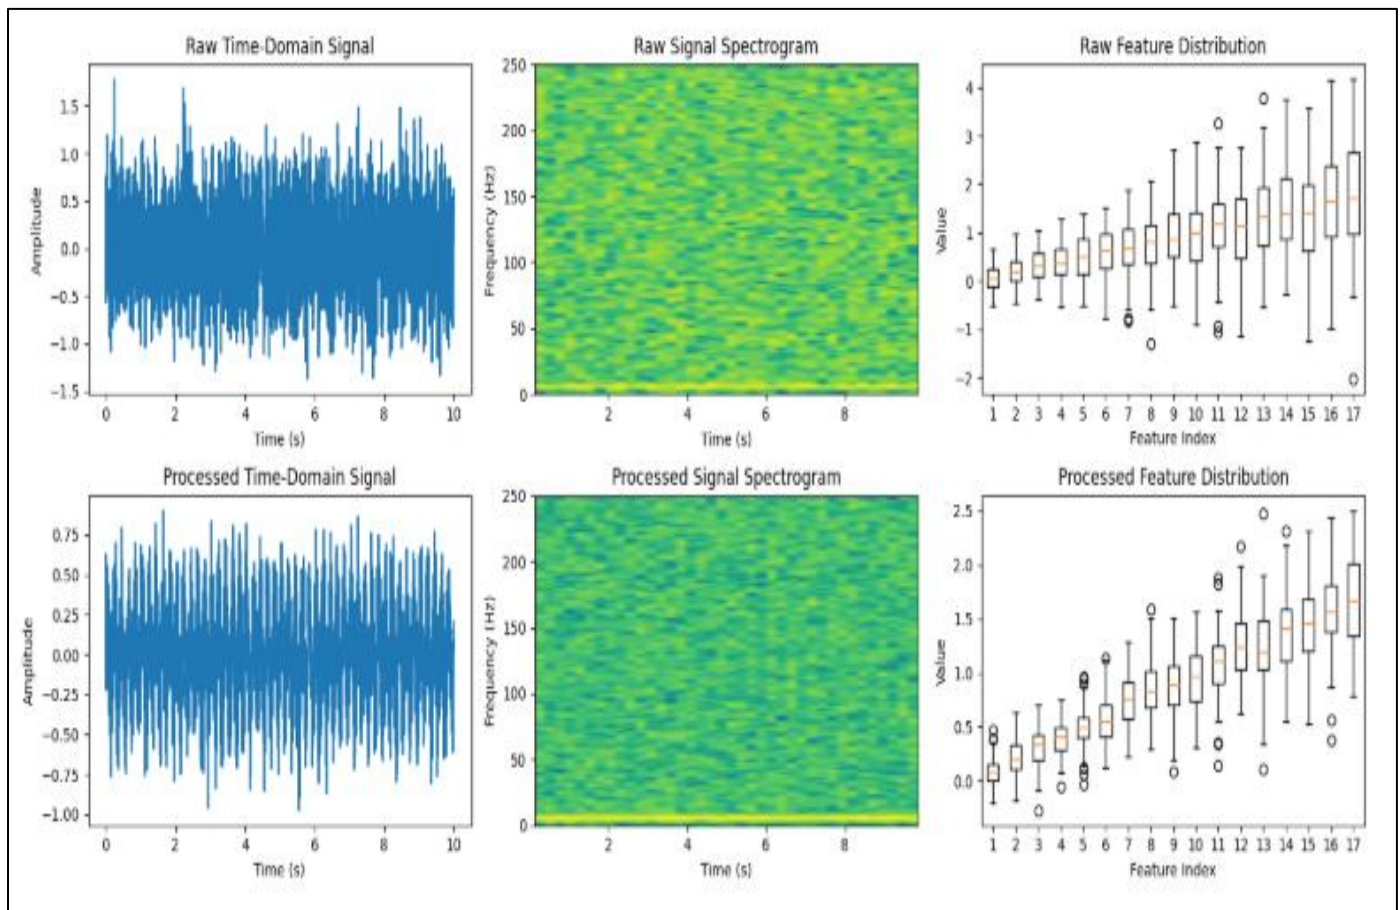 Raw Time-Domain Signal
Amplitude
1.5
1.0
0.5
0.0
−0.5
−1.0
−1.5
0 2 4 6 8 10
Time (s)
Raw Signal Spectrogram
Frequency (Hz)
250
200
150
100
50
0
2 4 6 8
Time (s)
Raw Feature Distribution
Value
4
3
2
1
0
−1
−2
1 2 3 4 5 6 7 8 9 10 11 12 13 14 15 16 17
Feature Index
Processed Time-Domain Signal
Amplitude
0.75
0.50
0.25
0.00
−0.25
−0.50
−0.75
−1.00
0 2 4 6 8 10
Time (s)
Processed Signal Spectrogram
Frequency (Hz)
250
200
150
100
50
0
2 4 6 8
Time (s)
Processed Feature Distribution
Value
2.5
2.0
1.5
1.0
0.5
0.0
1 2 3 4 5 6 7 8 9 10 11 12 13 14 15 16 17
Feature Index